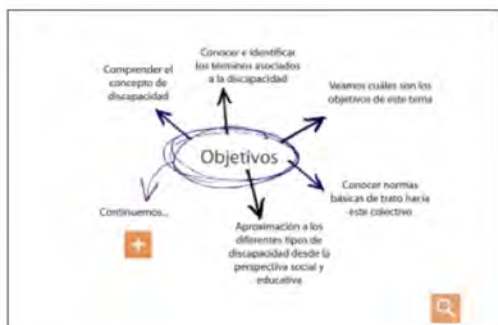 Conocer e identificar
los términos asociados
a la discapacidad
Comprender el
concepto de
discapacidad
Veamos cuáles son los
objetivos de este tema
Objetivos
Conocer normas
básicas de trato hacia
este colectivo
Continuemos...
Aproximación a los
diferentes tipos de
discapacidad desde la
perspectiva social y
educativa